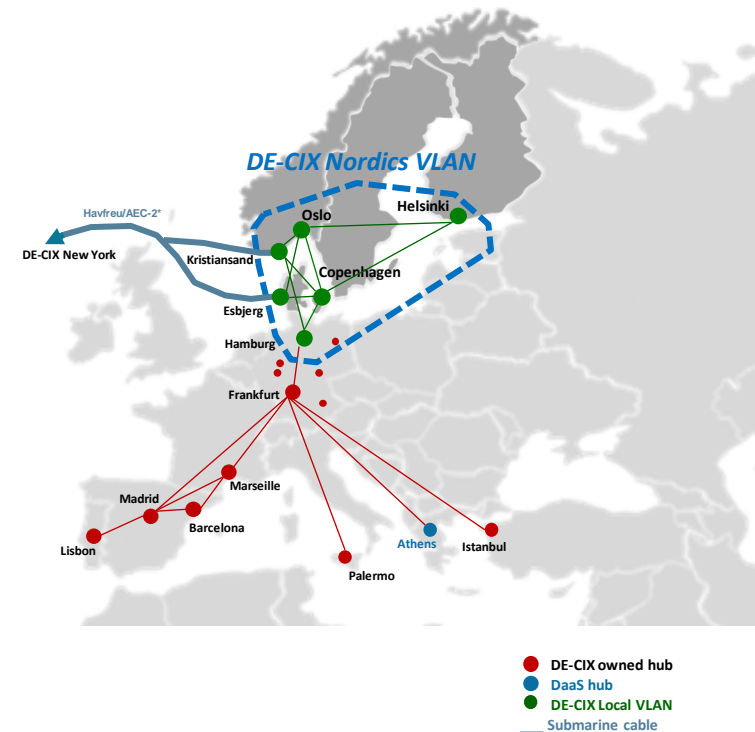 DE-CIX Nordics VLAN
Helsinki
Havfreu/AEC-2*
Oslo
DE-CIX New York
Kristiansand
Copenhagen
Esbjerg
Hamburg
Frankfurt
Marseille
Madrid
Barcelona
Lisbon
Athens
Istanbul
Palermo
DE-CIX owned hub
DaaS hub
DE-CIX Local VLAN
Submarine cable